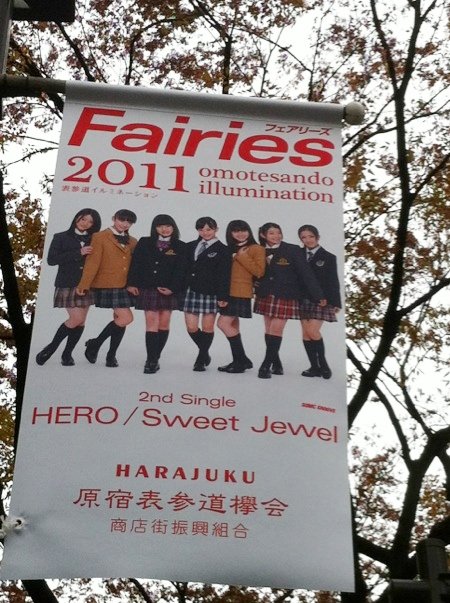 Fairies フェアリーズ
2011 omotesando
表参道イルミネーション illumination
2nd Single
SONIC GROOVE
HERO / Sweet Jewel
HARAJUKU
原宿表参道欅会
商店街振興組合